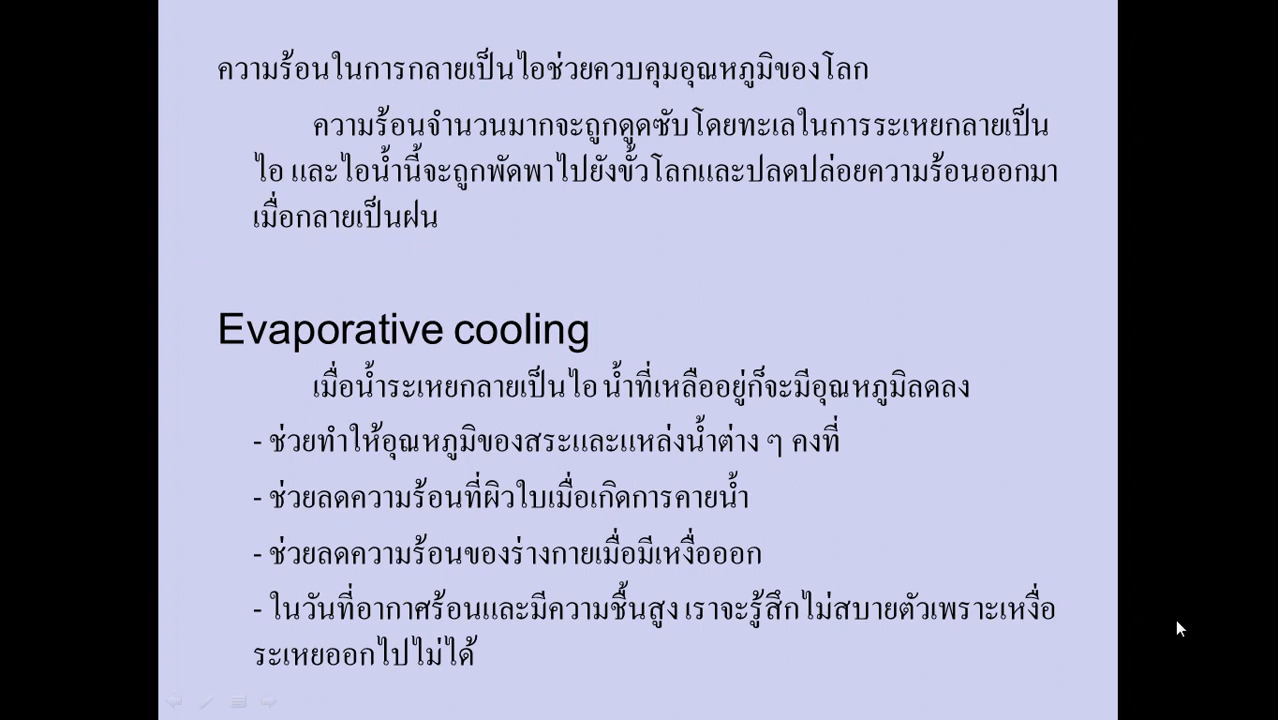 ความร้อนในการกลายเป็นไอช่วยควบคุมอุณหภูมิของโลก
ความร้อนจำนวนมากจะถูกดูดซับโดยทะเลในการระเหยกลายเป็น
ไอ และไอน้ำนี้จะถูกพัดพาไปยังขั้วโลกและปลดปล่อยความร้อนออกมา
เมื่อกลายเป็นฝน
Evaporative cooling
เมื่อน้ำระเหยกลายเป็นไอ น้ำที่เหลืออยู่ก็จะมีอุณหภูมิลดลง
- ช่วยทำให้อุณหภูมิของสระและแหล่งน้ำต่าง ๆ คงที่
- ช่วยลดความร้อนที่ผิวใบเมื่อเกิดการคายน้ำ
- ช่วยลดความร้อนของร่างกายเมื่อมีเหงื่อออก
- ในวันที่อากาศร้อนและมีความชื้นสูง เราจะรู้สึกไม่สบายตัวเพราะเหงื่อ
ระเหยออกไปไม่ได้